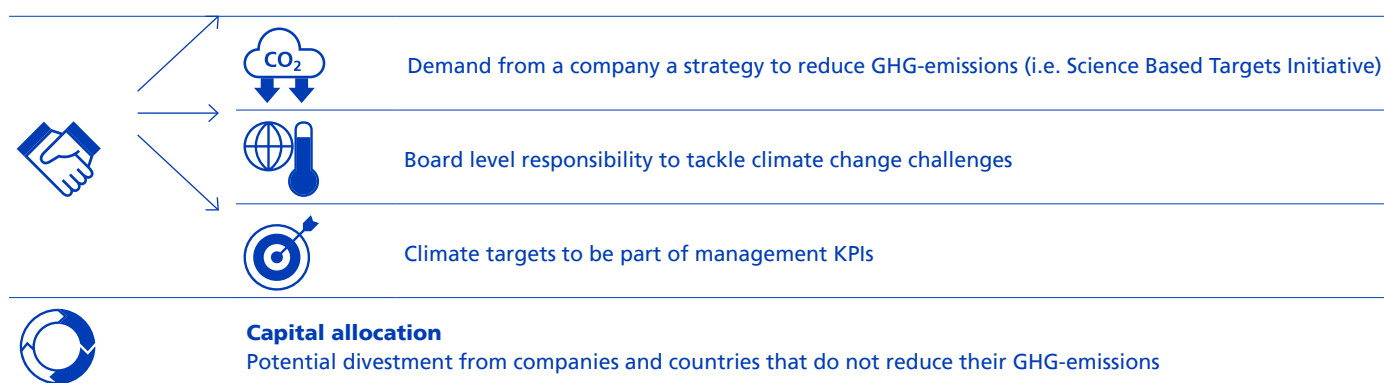 CO₂
Demand from a company a strategy to reduce GHG-emissions (i.e. Science Based Targets Initiative)
Board level responsibility to tackle climate change challenges
Climate targets to be part of management KPIs
Capital allocation
Potential divestment from companies and countries that do not reduce their GHG-emissions